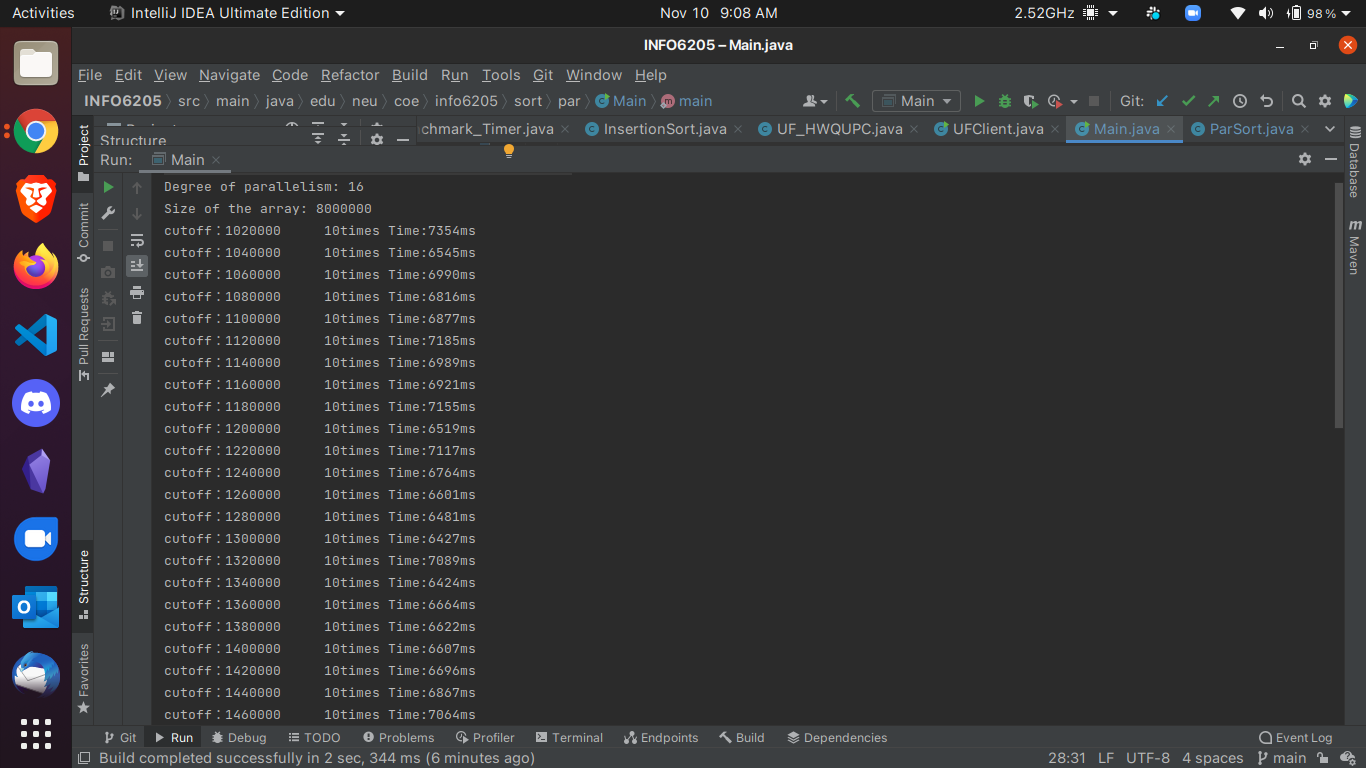 Activities IntelliJ IDEA Ultimate Edition Nov 10 9:08 AM 2.52GHz 98%
INFO6205 – Main.java
File Edit View Navigate Code Refactor Build Run Tools Git Window Help
INFO6205 src main java edu neu coe info6205 sort par Main main Main Git:
Structure chmark_Timer.java InsertionSort.java UF_HWQUPC.java UFClient.java Main.java ParSort.java
Run: Main
Degree of parallelism: 16
Size of the array: 8000000
cutoff：1020000 10times Time:7354ms
cutoff：1040000 10times Time:6545ms
cutoff：1060000 10times Time:6990ms
cutoff：1080000 10times Time:6816ms
cutoff：1100000 10times Time:6877ms
cutoff：1120000 10times Time:7185ms
cutoff：1140000 10times Time:6989ms
cutoff：1160000 10times Time:6921ms
cutoff：1180000 10times Time:7155ms
cutoff：1200000 10times Time:6519ms
cutoff：1220000 10times Time:7117ms
cutoff：1240000 10times Time:6764ms
cutoff：1260000 10times Time:6601ms
cutoff：1280000 10times Time:6481ms
cutoff：1300000 10times Time:6427ms
cutoff：1320000 10times Time:7089ms
cutoff：1340000 10times Time:6424ms
cutoff：1360000 10times Time:6664ms
cutoff：1380000 10times Time:6622ms
cutoff：1400000 10times Time:6607ms
cutoff：1420000 10times Time:6696ms
cutoff：1440000 10times Time:6867ms
cutoff：1460000 10times Time:7064ms
Project
Commit
Pull Requests
Structure
Favorites
Database
Maven
Git Run Debug TODO Problems Profiler Terminal Endpoints Build Dependencies Event Log
Build completed successfully in 2 sec, 344 ms (6 minutes ago) 28:31 LF UTF-8 4 spaces main